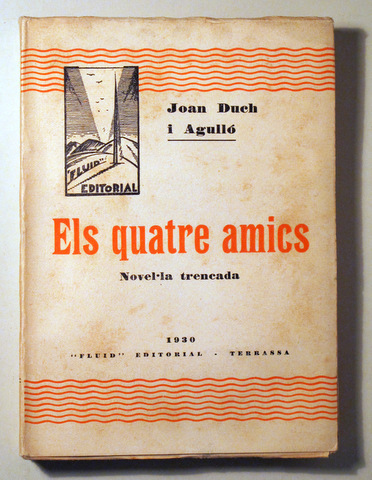 Joan Duch
i Agulló
"FLUID"
EDITORIAL
Els quatre amics
Novel·la trencada
1930
"FLUID" EDITORIAL - TERRASSA